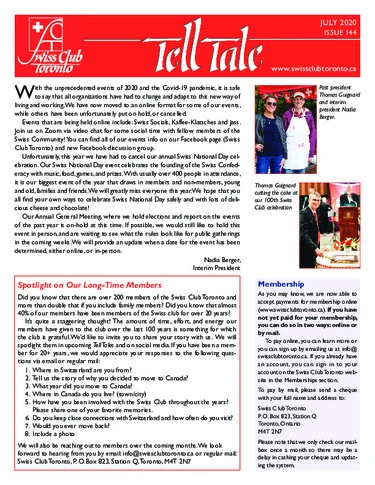 JULY 2020
ISSUE 144
Swiss Club
Toronto
Tell Tale
www.swissclubtoronto.ca
With the unprecedented events of 2020 and the Covid-19 pandemic, it is safe
to say that all organizations have had to change and adapt to this new way of
living and working. We have now moved to an online format for some of our events,
while others have been unfortunately put on hold, or cancelled.
Events that are being held online include: Swiss Socials, Kaffee-Klatsches and Jass.
Join us on Zoom via video chat for some social time with fellow members of the
Swiss Community! You can find all of our events info on our Facebook page (Swiss
Club Toronto) and new Facebook discussion group.
Unfortunately, this year we have had to cancel our annual Swiss National Day cel-
ebration. Our Swiss National Day event celebrates the founding of the Swiss Confed-
eracy with music, food, games, and prizes. With usually over 400 people in attendance,
it is our biggest event of the year that draws in members and non-members, young
and old, families and friends. We will greatly miss everyone this year. We hope that you
all find your own ways to celebrate Swiss National Day safely and with lots of deli-
cious cheese and chocolate!
Our Annual General Meeting, where we hold elections and report on the events
of the past year is on-hold at this time. If possible, we would still like to hold this
event in person, and are waiting to see what the rules look like for public gatherings
in the coming weeks. We will provide an update when a date for the event has been
determined, either online, or in-person.
Nadia Berger,
Interim President
Past president
Thomas Guignard
and interim
president Nadia
Berger.
Thomas Guignard
cutting the cake at
our 100th Swiss
Club celebration
Spotlight on Our Long-Time Members
Did you know that there are over 200 members of the Swiss Club Toronto and
more than double that if you include family members? Did you know that almost
40% of our members have been members of the Swiss club for over 20 years?
It's quite a staggering thought! The amount of time, effort, and energy our
members have given to the club over the last 100 years is something for which
the club is grateful. We'd like to invite you to share your story with us. We will
spotlight them in upcoming Tell Tales and on social media. If you have been a mem-
ber for 20+ years, we would appreciate your responses to the following ques-
tions via email or regular mail:
1. Where in Switzerland are you from?
2. Tell us the story of why you decided to move to Canada?
3. What year did you move to Canada?
4. Where in Canada do you live? (town/city)
5. How have you been involved with the Swiss Club throughout the years?
Please share one of your favorite memories.
6. Do you keep close connections with Switzerland and how often do you visit?
7. Would you ever move back?
8. Include a photo
We will also be reaching out to members over the coming months. We look
forward to hearing from you by email: info@swissclubtoronto.ca or regular mail:
Swiss Club Toronto, P. O. Box 823, Station Q, Toronto, M4T 2N7
Membership
As you may know, we are now able to
accept payments for membership online
(www.swissclubtoronto.ca). If you have
not yet paid for your membership,
you can do so in two ways: online or
by mail.
To pay online, you can learn more or
you can sign up by emailing us at: info@
swissclubtoronto.ca. If you already have
an account, you can sign in to your
account on the Swiss Club Toronto web-
site in the Membership section.
To pay by mail, please send a cheque
with your full name and address to:
Swiss Club Toronto
P. O. Box 823, Station Q
Toronto, Ontario
M4T 2N7
Please note that we only check our mail-
box once a month so there may be a
delay in cashing your cheque and updat-
ing the system.